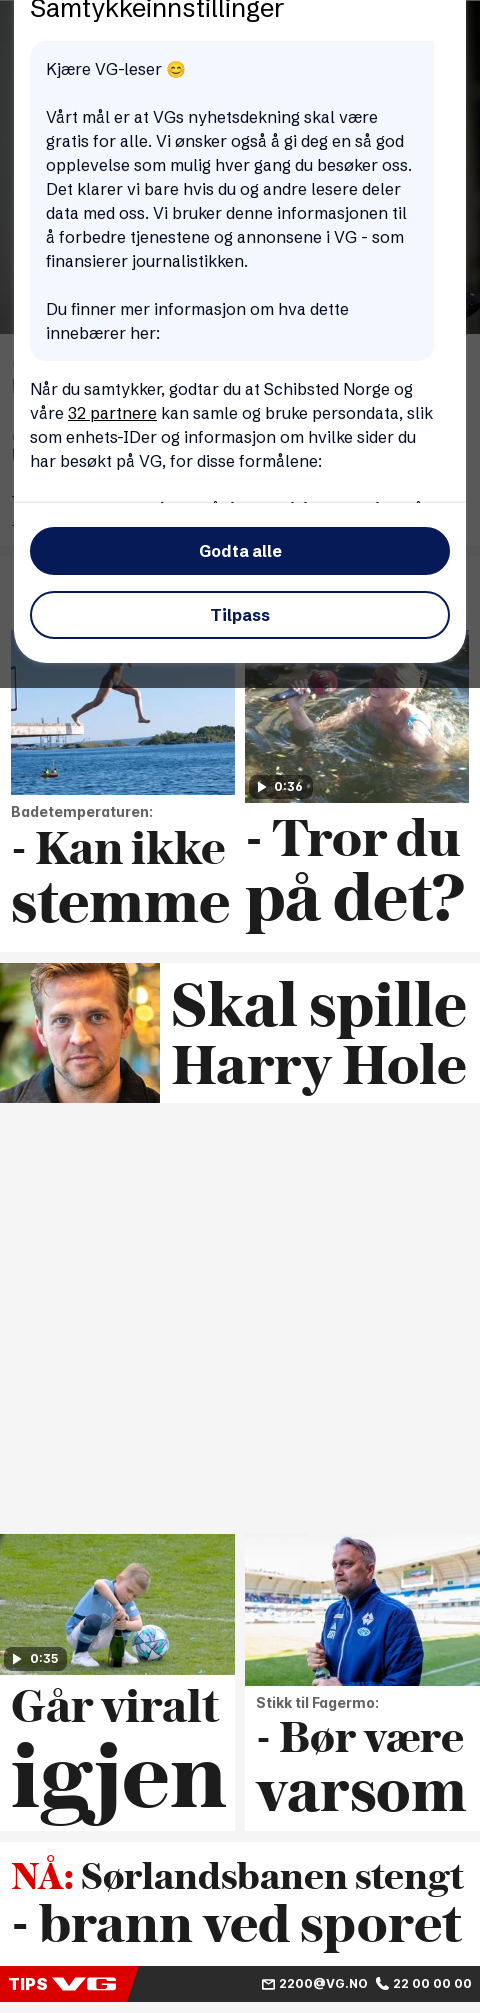 Samtykkeinnstillinger
Kjære VG-leser 😊
Vårt mål er at VGs nyhetsdekning skal være
gratis for alle. Vi ønsker også å gi deg en så god
opplevelse som mulig hver gang du besøker oss.
Det klarer vi bare hvis du og andre lesere deler
data med oss. Vi bruker denne informasjonen til
å forbedre tjenestene og annonsene i VG - som
finansierer journalistikken.
Du finner mer informasjon om hva dette
innebærer her:
Når du samtykker, godtar du at Schibsted Norge og
våre 32 partnere kan samle og bruke persondata, slik
som enhets-IDer og informasjon om hvilke sider du
har besøkt på VG, for disse formålene:
Godta alle
Tilpass
Badetemperaturen:
- Kan ikke
stemme
0:36
- Tror du
på det?
Skal spille
Harry Hole
0:35
Går viralt
igjen
Stikk til Fagermo:
- Bør være
varsom
NÅ: Sørlandsbanen stengt
- brann ved sporet
TIPS VG 2200@VG.NO 22 00 00 00